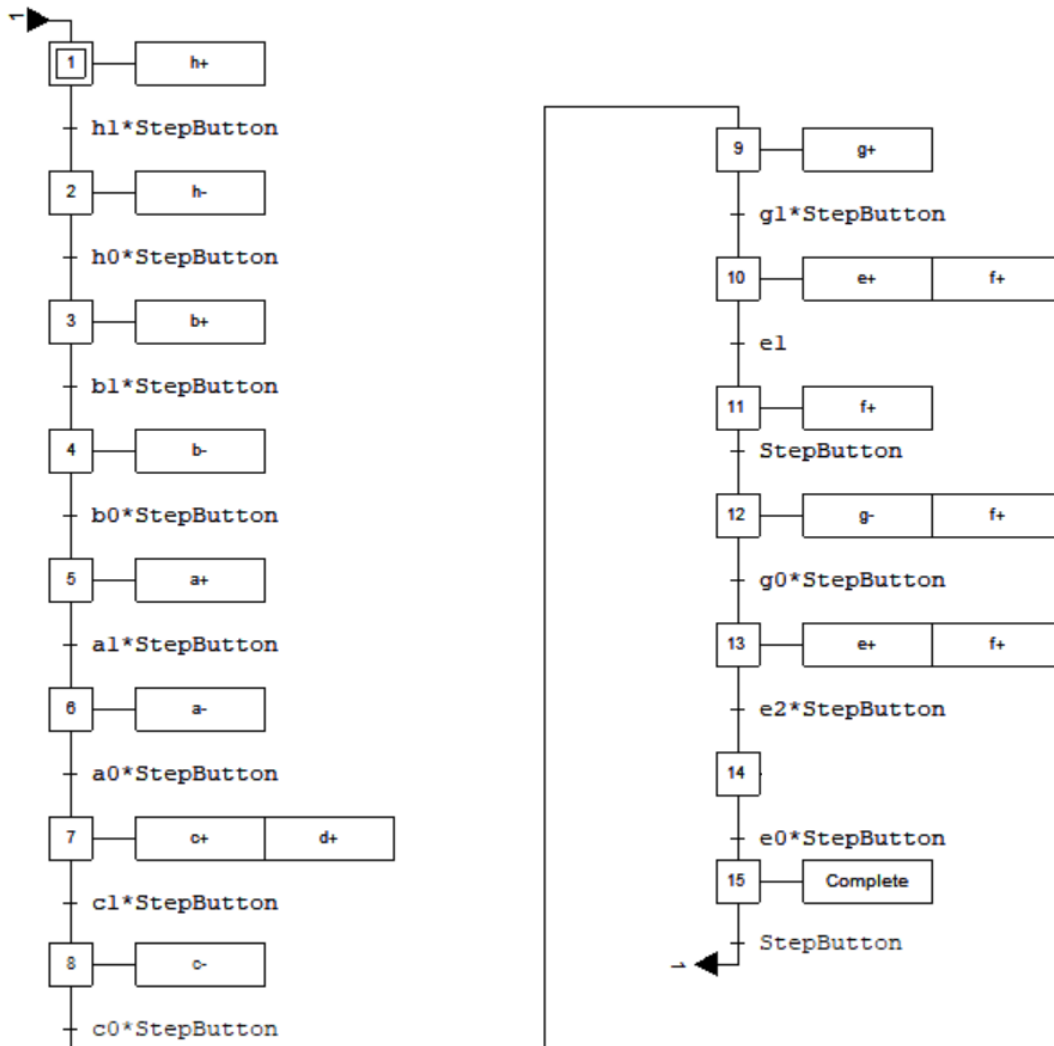 1
1 h+
h1*StepButton
2 h-
h0*StepButton
3 b+
b1*StepButton
4 b-
b0*StepButton
5 a+
a1*StepButton
6 a-
a0*StepButton
7 c+ d+
c1*StepButton
8 c-
c0*StepButton
9 g+
g1*StepButton
10 e+ f+
e1
11 f+
StepButton
12 g- f+
g0*StepButton
13 e+ f+
e2*StepButton
14
e0*StepButton
15 Complete
StepButton
1